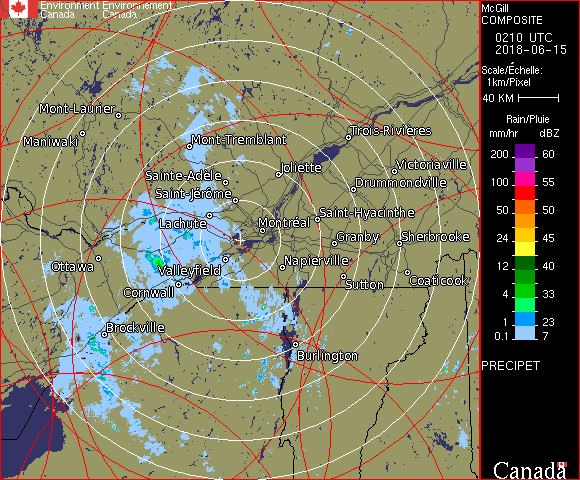 Environment Environnement
Canada Canada
McGill
COMPOSITE
0210 UTC
2018-06-15
Scale/Échelle:
1km/Pixel
40 KM
Rain/Pluie
mm/hr dBZ
200 60
100 55
50 50
24 45
12 40
4 33
1 23
0.1 7
PRECIPET
Canada
Mont-Laurier
Maniwaki
Mont-Tremblant
Trois-Rivières
Sainte-Adèle
Joliette
Victoriaville
Saint-Jérôme
Drummondville
Lachute
Saint-Hyacinthe
Montréal
Granby
Sherbrooke
Ottawa
Valleyfield
Napierville
Cornwall
Sutton
Coaticook
Brockville
Burlington